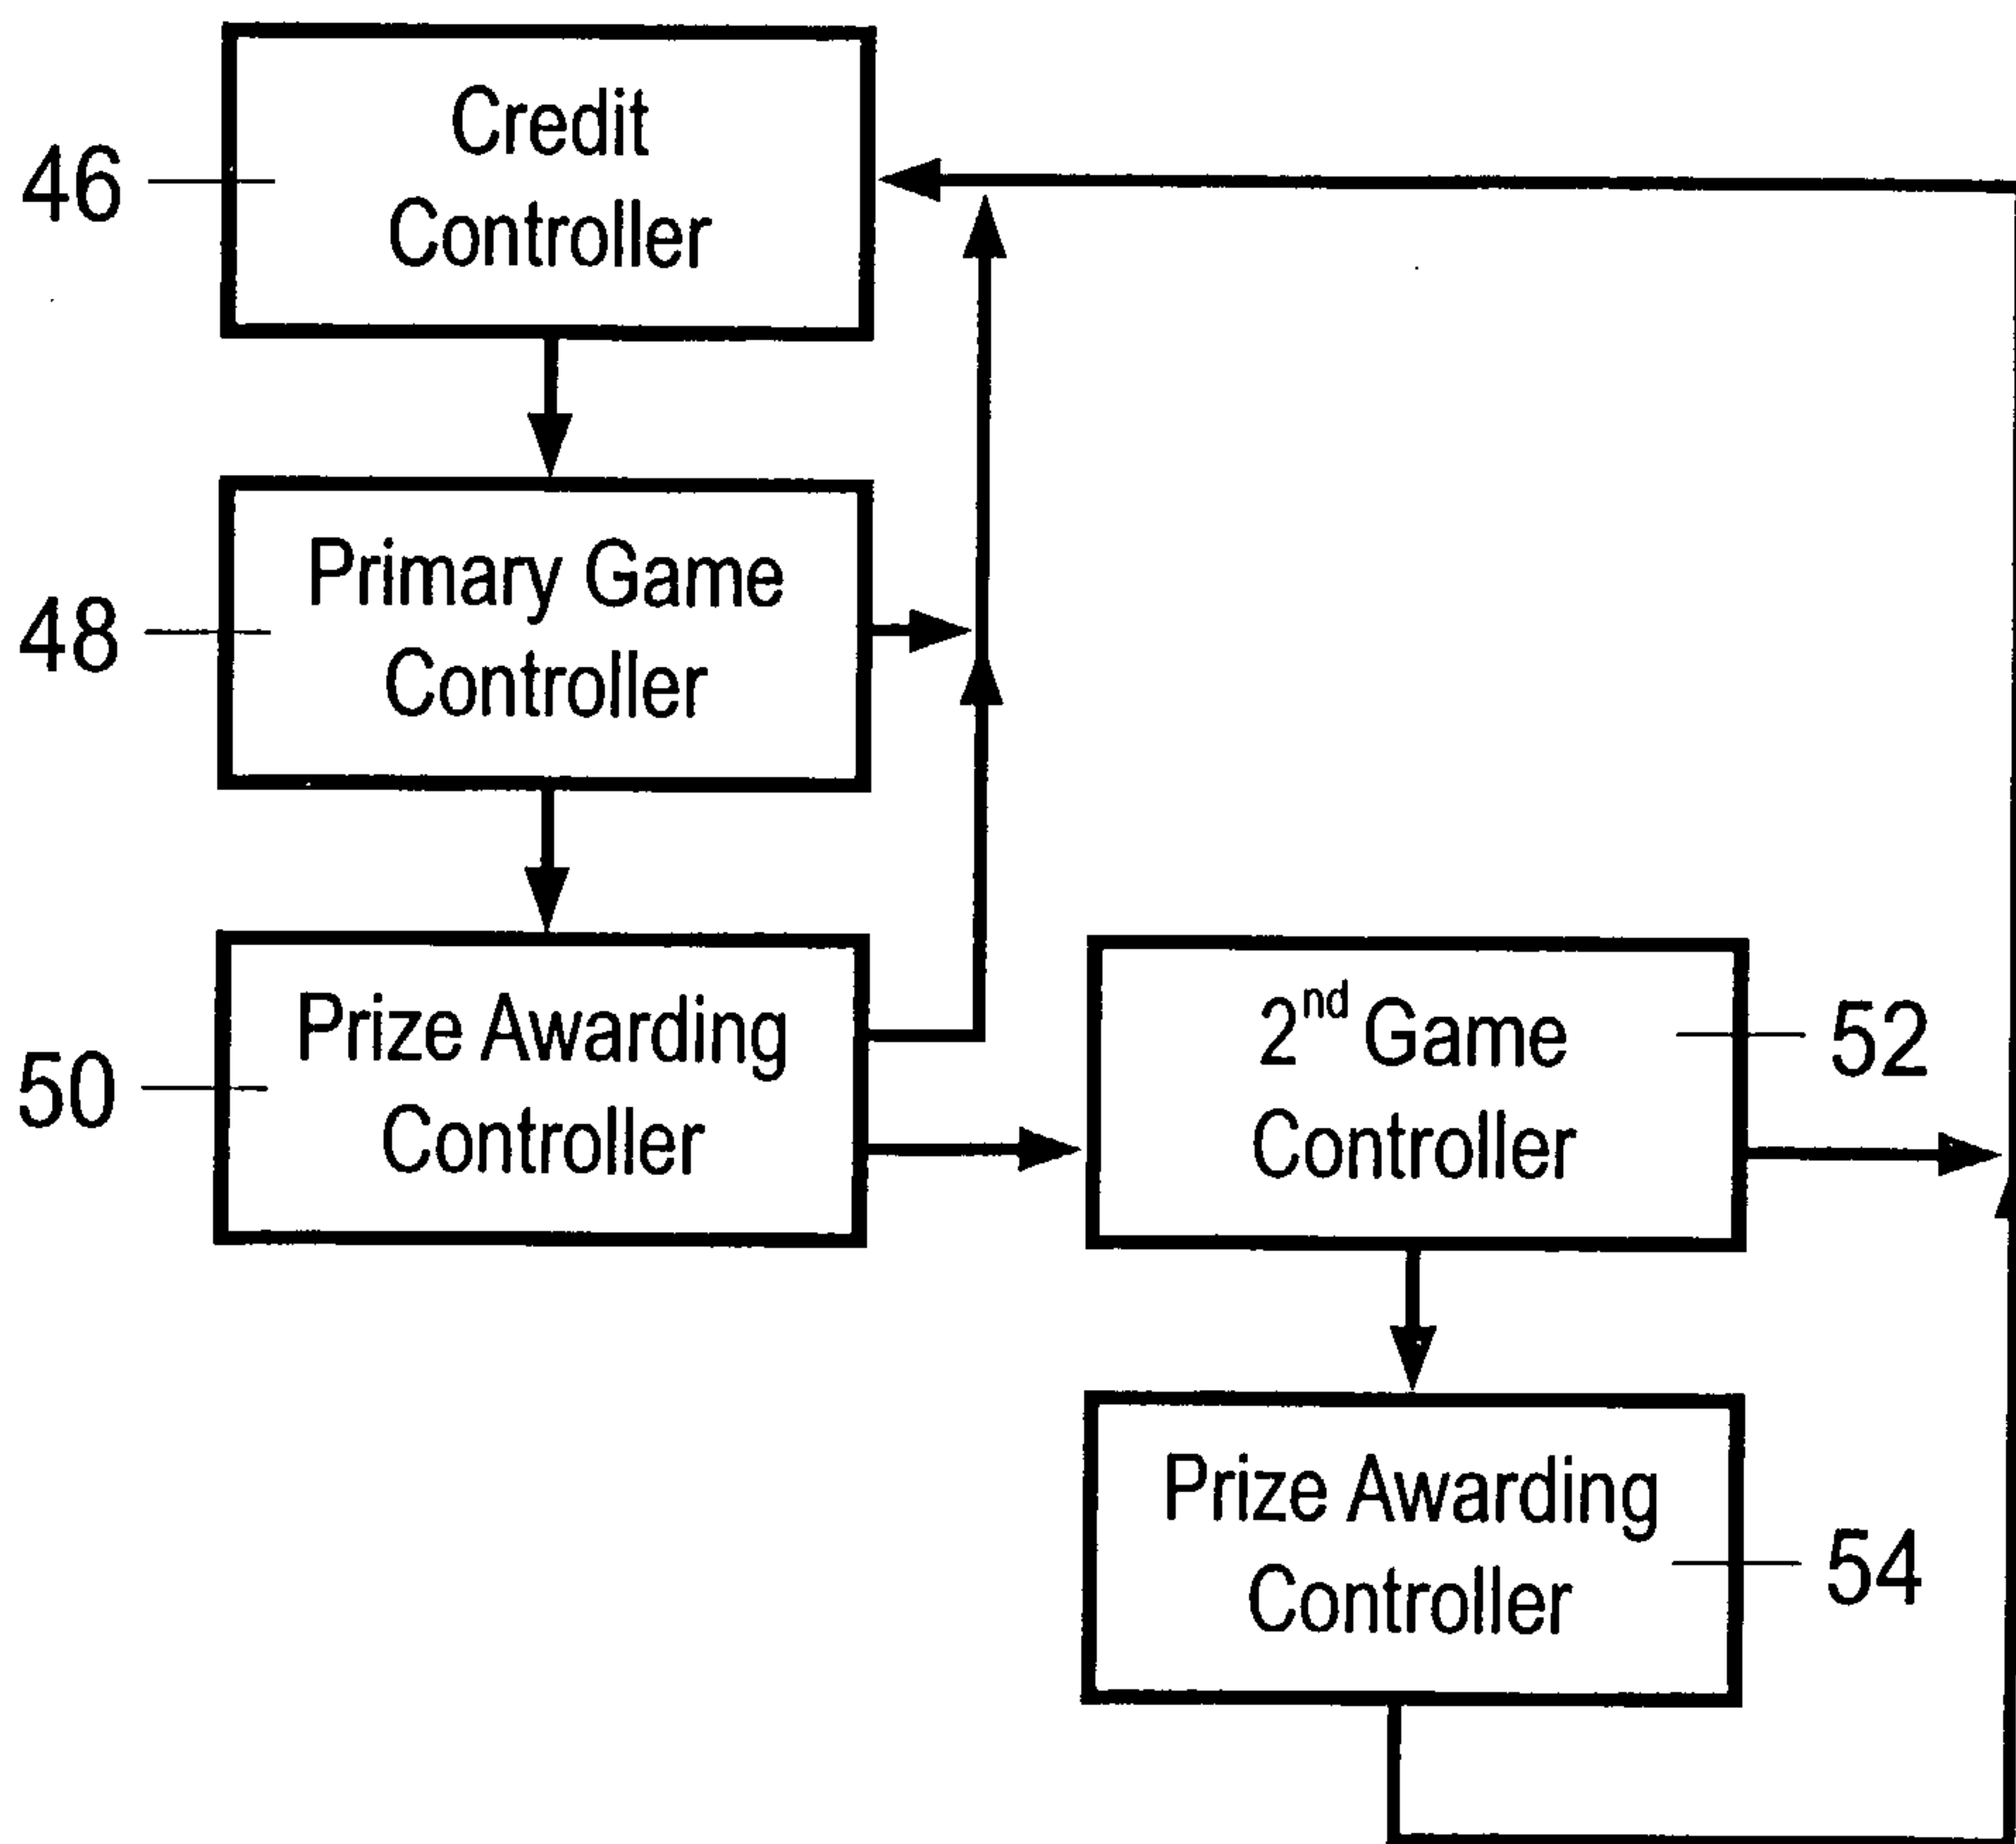 Credit
Controller
46
Primary Game
Controller
48
Prize Awarding
Controller
50
2nd Game
Controller
52
Prize Awarding
Controller
54